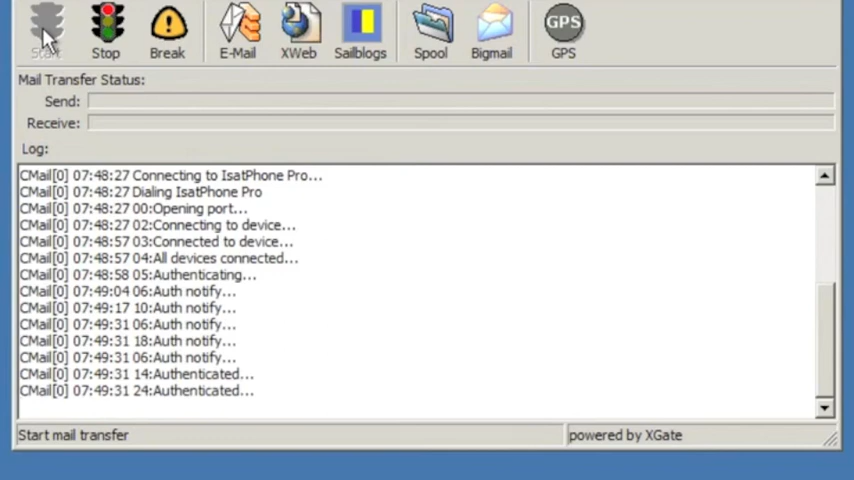 Start Stop Break E-Mail XWeb Sailblogs Spool Bigmail GPS GPS
Mail Transfer Status:
Send:
Receive:
Log:
CMail[0] 07:48:27 Connecting to IsatPhone Pro...
CMail[0] 07:48:27 Dialing IsatPhone Pro
CMail[0] 07:48:27 00:Opening port...
CMail[0] 07:48:27 02:Connecting to device...
CMail[0] 07:48:57 03:Connected to device...
CMail[0] 07:48:57 04:All devices connected...
CMail[0] 07:48:58 05:Authenticating...
CMail[0] 07:49:04 06:Auth notify...
CMail[0] 07:49:17 10:Auth notify...
CMail[0] 07:49:31 06:Auth notify...
CMail[0] 07:49:31 18:Auth notify...
CMail[0] 07:49:31 06:Auth notify...
CMail[0] 07:49:31 14:Authenticated...
CMail[0] 07:49:31 24:Authenticated...
Start mail transfer powered by XGate